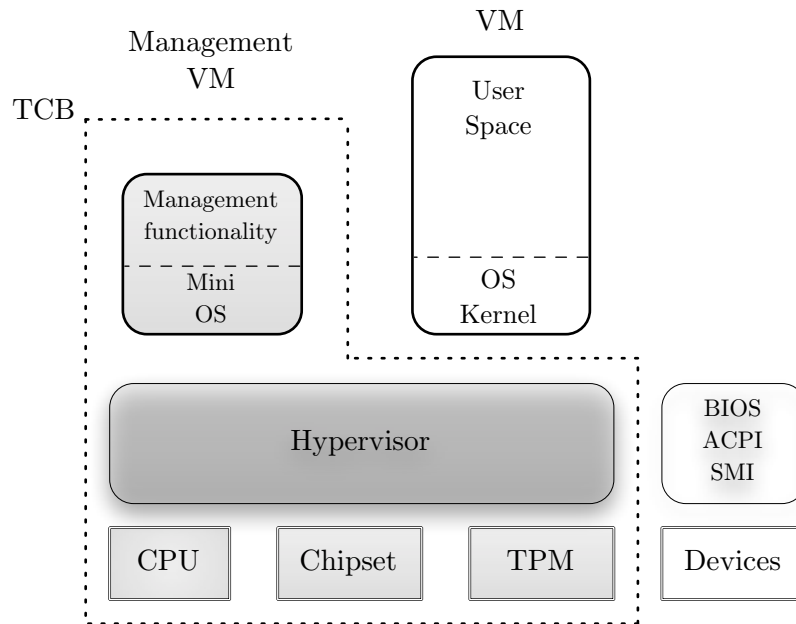 Management
VM
VM
TCB
User
Space
Management
functionality
Mini
OS
OS
Kernel
Hypervisor
BIOS
ACPI
SMI
CPU
Chipset
TPM
Devices